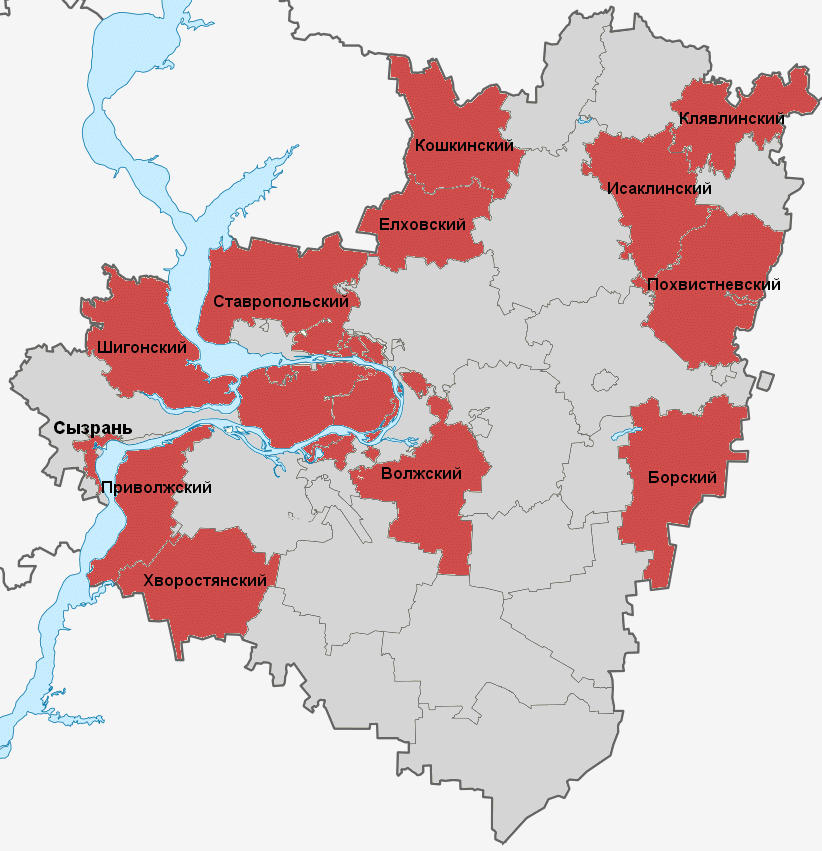 Клявлинский
Кошкинский
Исаклинский
Елховский
Похвистневский
Ставропольский
Шигонский
Сызрань
Волжский
Борский
Приволжский
Хворостянский